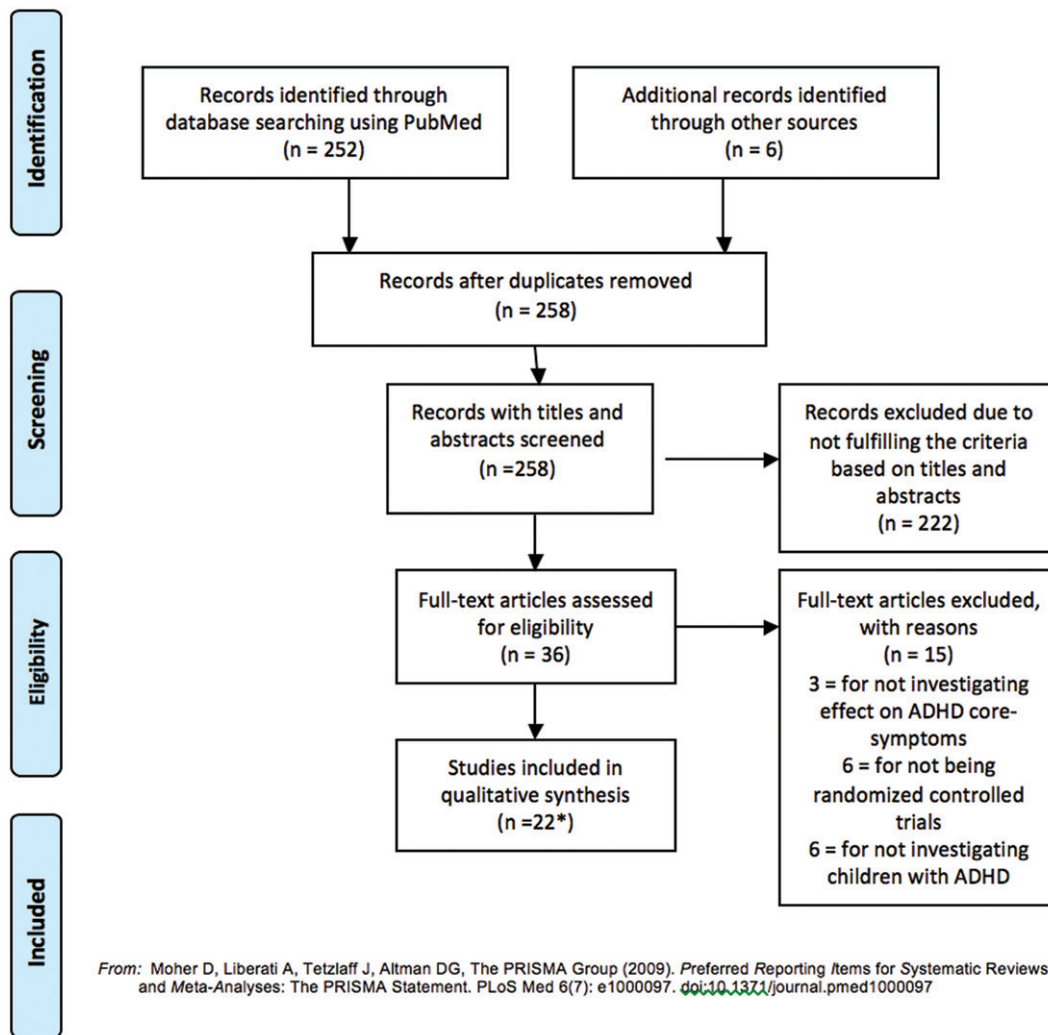 Identification
Records identified through
database searching using PubMed
(n = 252)
Additional records identified
through other sources
(n = 6)
Records after duplicates removed
(n = 258)
Screening
Records with titles and
abstracts screened
(n =258)
Records excluded due to
not fulfilling the criteria
based on titles and
abstracts
(n = 222)
Eligibility
Full-text articles assessed
for eligibility
(n = 36)
Full-text articles excluded,
with reasons
(n = 15)
3 = for not investigating
effect on ADHD core-
symptoms
6 = for not being
randomized controlled
trials
6 = for not investigating
children with ADHD
Studies included in
qualitative synthesis
(n =22*)
Included
From: Moher D, Liberati A, Tetzlaff J, Altman DG, The PRISMA Group (2009). Preferred Reporting Items for Systematic Reviews
and Meta-Analyses: The PRISMA Statement. PLoS Med 6(7): e1000097. doi:10.1371/journal.pmed1000097